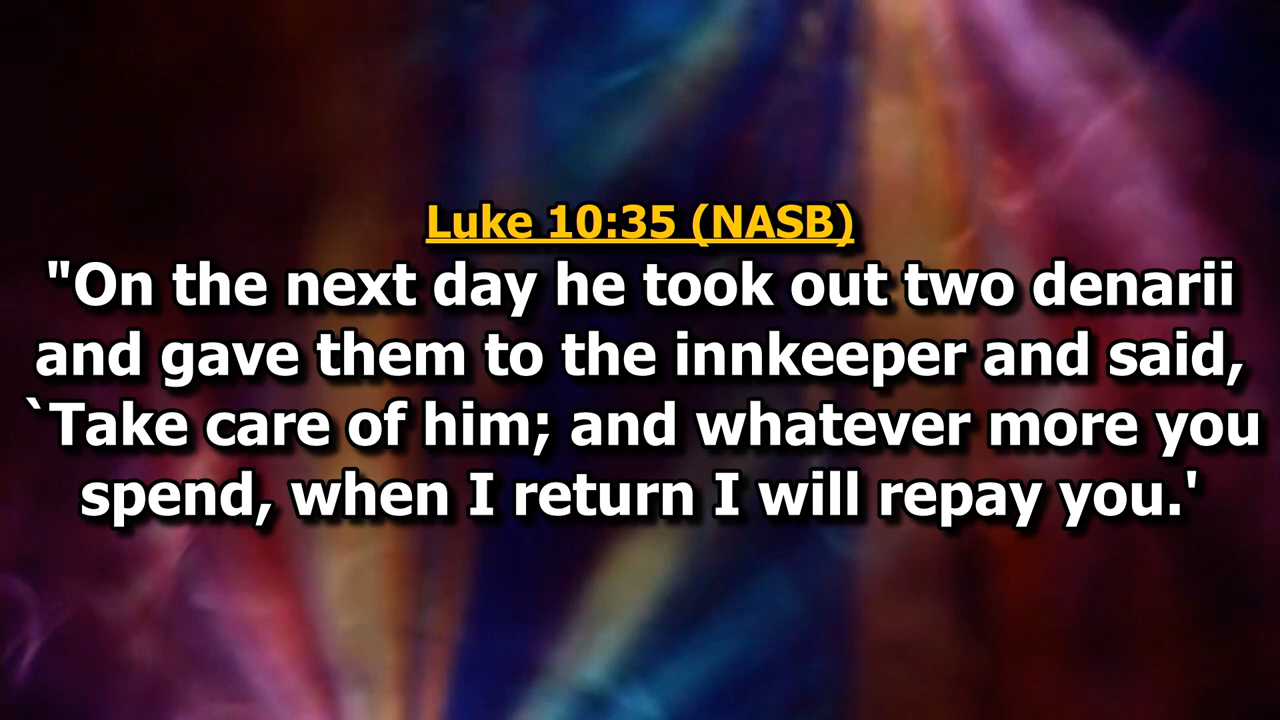 Luke 10:35 (NASB)
"On the next day he took out two denarii
and gave them to the innkeeper and said,
`Take care of him; and whatever more you
spend, when I return I will repay you.'